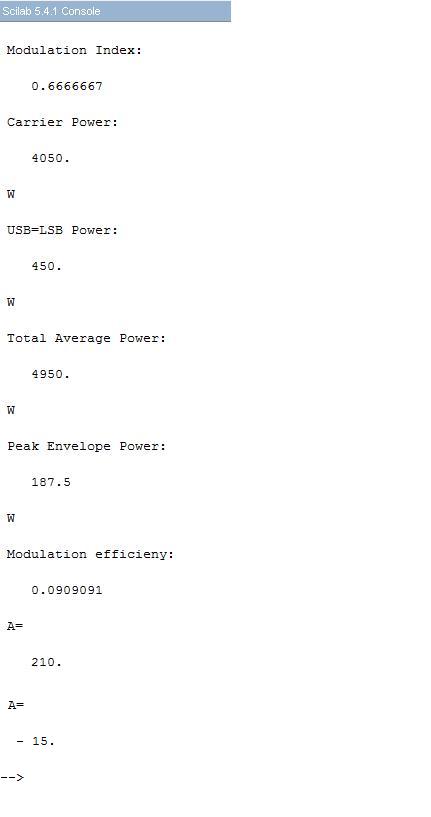 Scilab 5.4.1 Console
Modulation Index:
0.6666667
Carrier Power:
4050.
W
USB=LSB Power:
450.
W
Total Average Power:
4950.
W
Peak Envelope Power:
187.5
W
Modulation efficieny:
0.0909091
A=
210.
A=
- 15.
-->